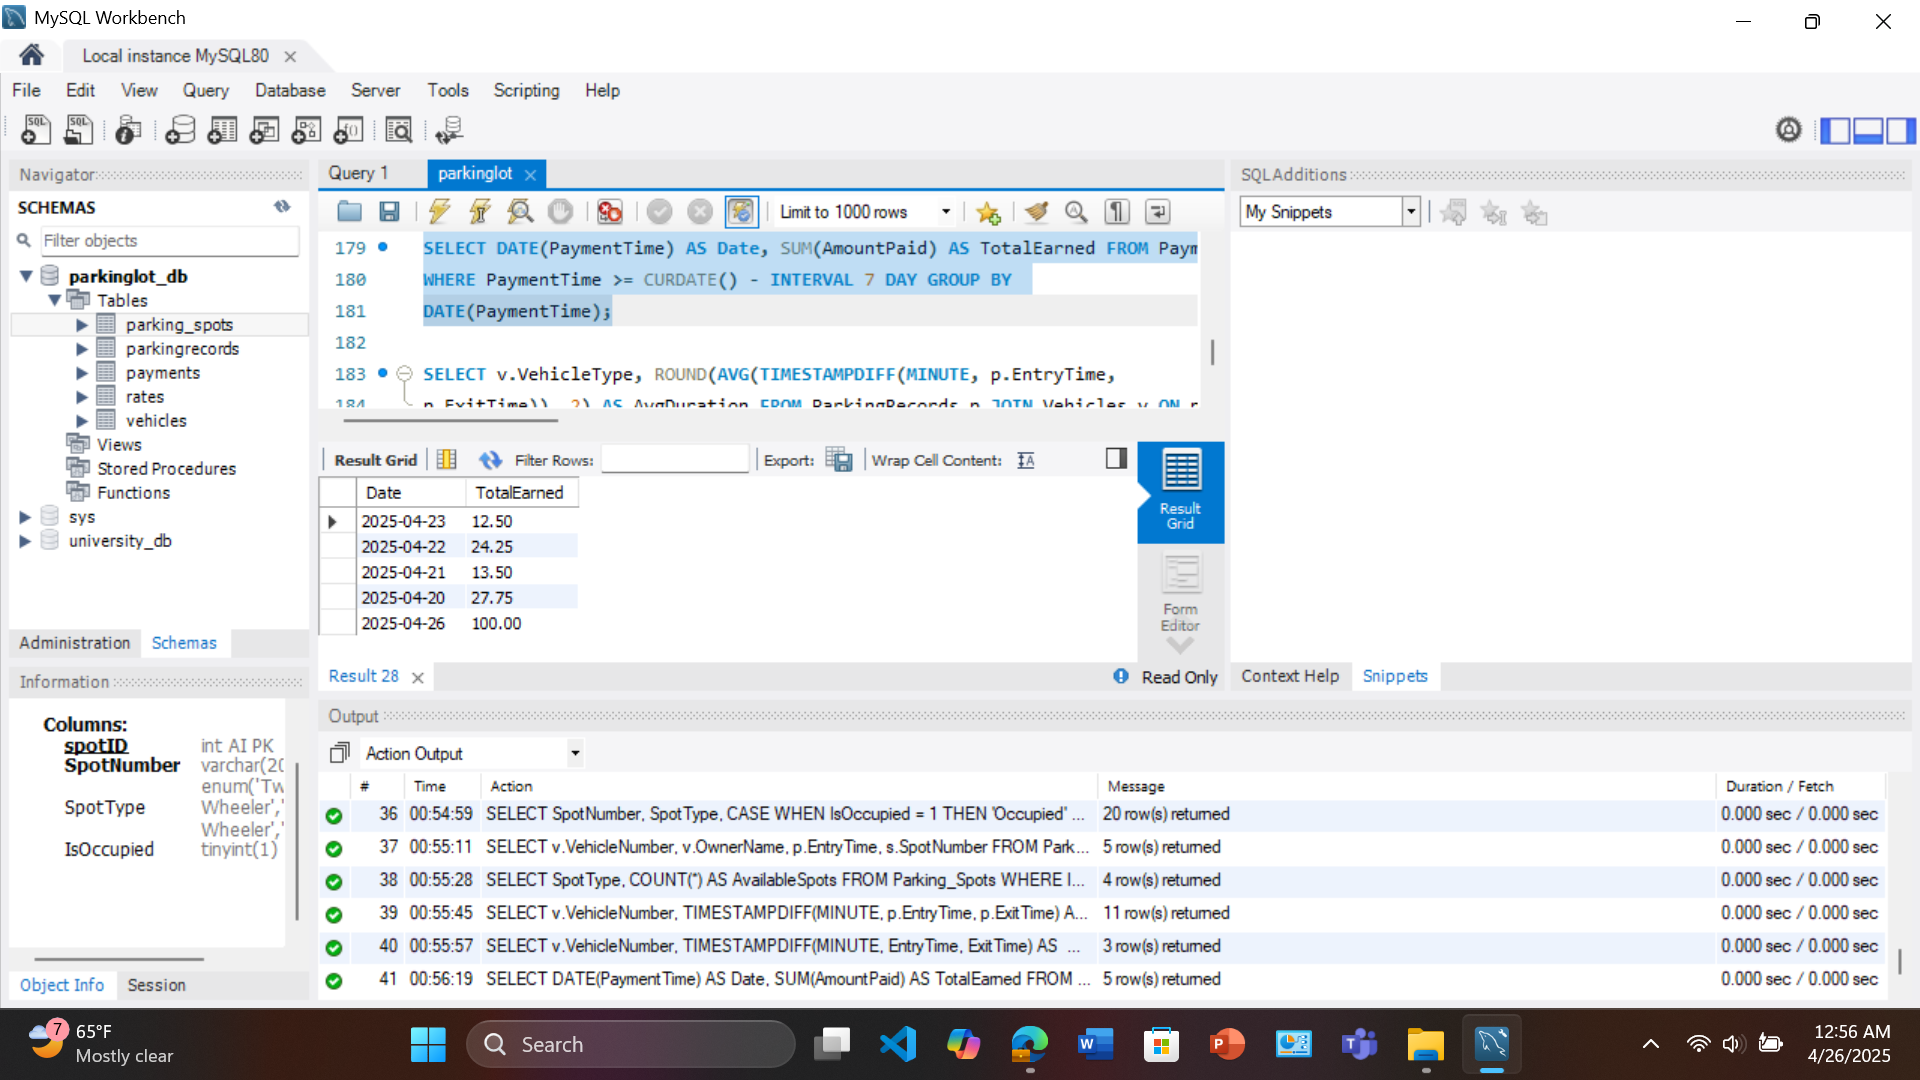 MySQL Workbench
Local instance MySQL80
File Edit View Query Database Server Tools Scripting Help
Navigator
SCHEMAS
Filter objects
parkinglot_db
Tables
parking_spots
parkingrecords
payments
rates
vehicles
Views
Stored Procedures
Functions
sys
university_db
Administration Schemas
Information
Columns:
spotID int AI PK
SpotNumber varchar(20
enum('Tw
SpotType Wheeler','
Wheeler','
IsOccupied tinyint(1)
Object Info Session
Query 1 parkinglot
Limit to 1000 rows
179 SELECT DATE(PaymentTime) AS Date, SUM(AmountPaid) AS TotalEarned FROM Paym
180 WHERE PaymentTime >= CURDATE() - INTERVAL 7 DAY GROUP BY
181 DATE(PaymentTime);
182
183 SELECT v.VehicleType, ROUND(AVG(TIMESTAMPDIFF(MINUTE, p.EntryTime,
184 p.ExitTime)), 2) AS AvgDuration FROM ParkingRecords p JOIN Vehicles v ON
Result Grid Filter Rows: Export: Wrap Cell Content:
Date TotalEarned
2025-04-23 12.50
2025-04-22 24.25
2025-04-21 13.50
2025-04-20 27.75
2025-04-26 100.00
Result Grid
Form Editor
Result 28 Read Only
SQLAdditions
My Snippets
Context Help Snippets
Output
Action Output
# Time Action Message Duration / Fetch
36 00:54:59 SELECT SpotNumber, SpotType, CASE WHEN IsOccupied = 1 THEN 'Occupied' ... 20 row(s) returned 0.000 sec / 0.000 sec
37 00:55:11 SELECT v.VehicleNumber, v.OwnerName, p.EntryTime, s.SpotNumber FROM Park... 5 row(s) returned 0.000 sec / 0.000 sec
38 00:55:28 SELECT SpotType, COUNT(*) AS AvailableSpots FROM Parking_Spots WHERE I... 4 row(s) returned 0.000 sec / 0.000 sec
39 00:55:45 SELECT v.VehicleNumber, TIMESTAMPDIFF(MINUTE, p.EntryTime, p.ExitTime) A... 11 row(s) returned 0.000 sec / 0.000 sec
40 00:55:57 SELECT v.VehicleNumber, TIMESTAMPDIFF(MINUTE, EntryTime, ExitTime) AS ... 3 row(s) returned 0.000 sec / 0.000 sec
41 00:56:19 SELECT DATE(PaymentTime) AS Date, SUM(AmountPaid) AS TotalEarned FROM ... 5 row(s) returned 0.000 sec / 0.000 sec
7 65°F
Mostly clear
Search
12:56 AM
4/26/2025